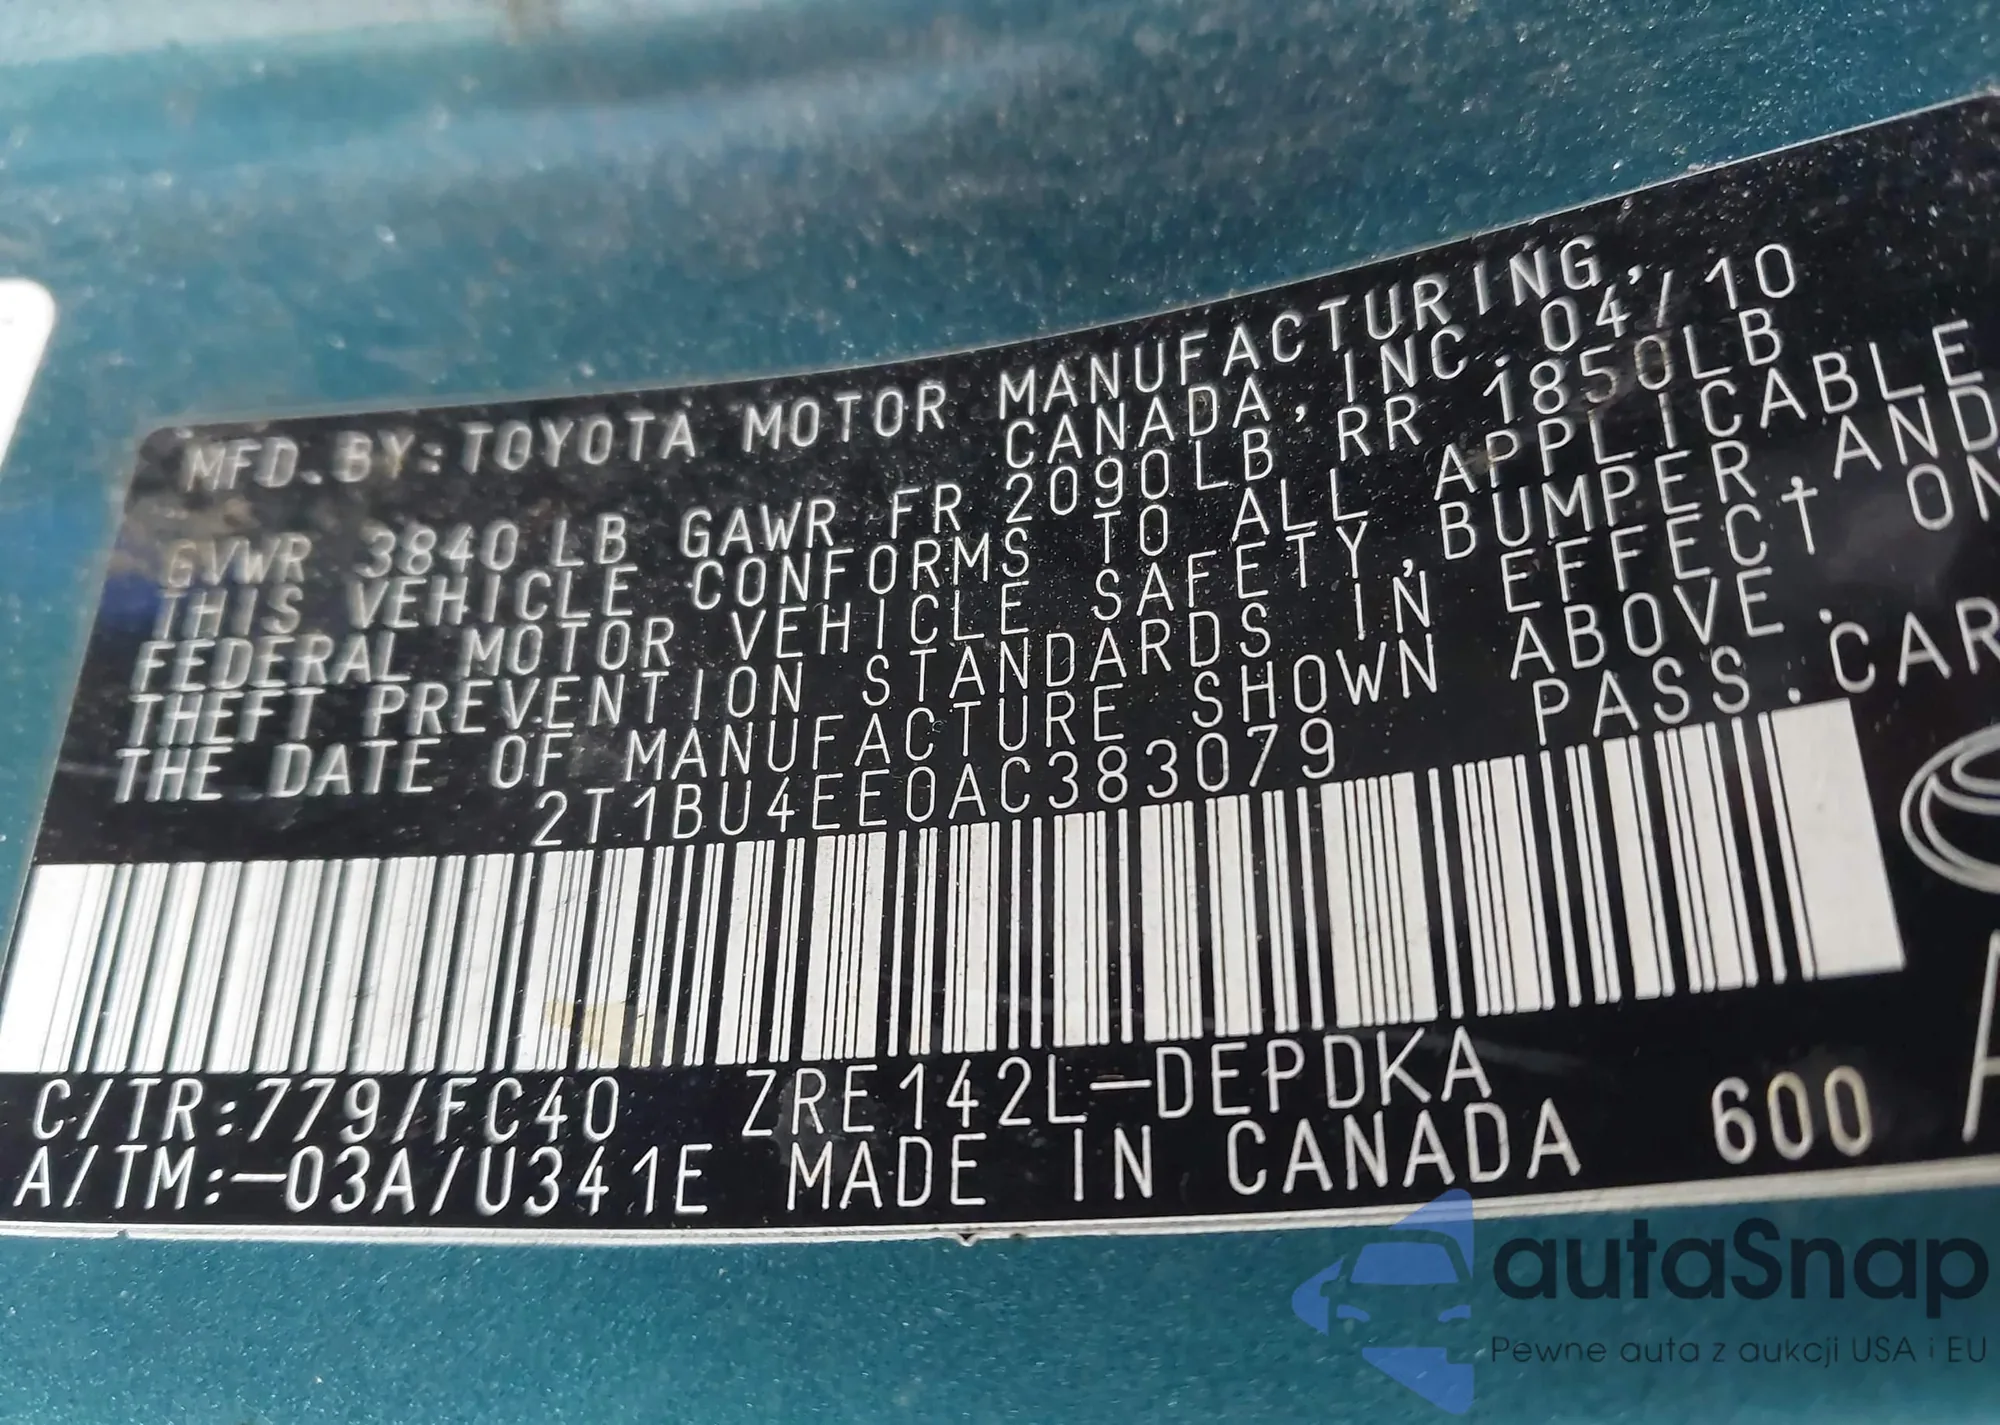 MFD. BY: TOYOTA MOTOR MANUFACTURING,
CANADA, INC. 04/10
GVWR 3840 LB GAWR FR 2090LB RR 1850LB
THIS VEHICLE CONFORMS TO ALL APPLICABLE
FEDERAL MOTOR VEHICLE SAFETY, BUMPER, AND
THEFT PREVENTION STANDARDS IN EFFECT ON
THE DATE OF MANUFACTURE SHOWN ABOVE.
2T1BU4EE0AC383079 PASS. CAR
C/TR:779/FC40 ZRE142L-DEPDKA
A/TM:-03A/U341E MADE IN CANADA 600
autaSnap
Pewne auta z aukcji USA i EU